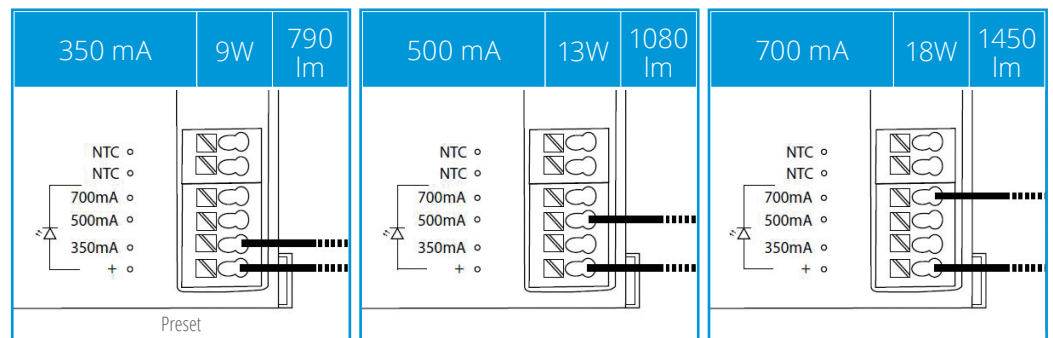 350 mA 9W 790 lm
NTC
NTC
700mA
500mA
350mA
+
Preset
500 mA 13W 1080 lm
NTC
NTC
700mA
500mA
350mA
+
700 mA 18W 1450 lm
NTC
NTC
700mA
500mA
350mA
+